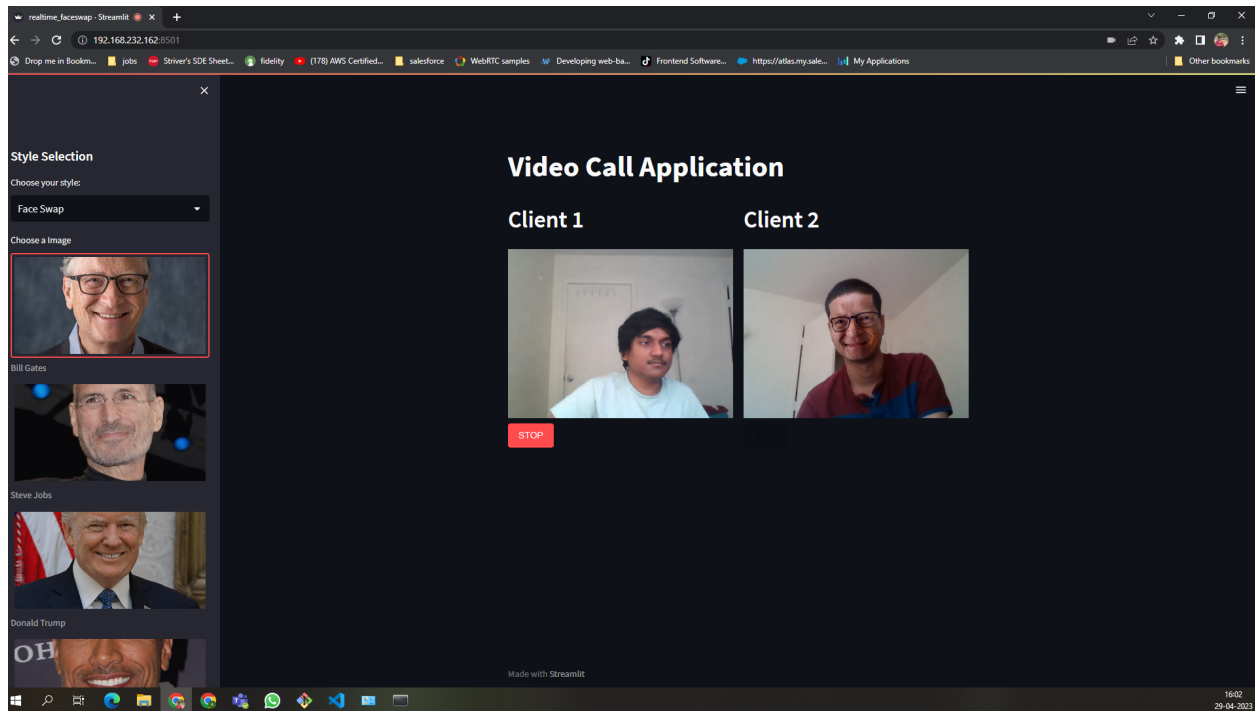 realtime_faceswap · Streamlit
192.168.232.162:8501
Drop me in Bookm...
jobs
Striver's SDE Sheet...
fidelity
(178) AWS Certified...
salesforce
WebRTC samples
Developing web-ba...
Frontend Software...
https://atlas.my.sale...
My Applications
Other bookmarks
Style Selection
Choose your style:
Face Swap
Choose a Image
Bill Gates
Steve Jobs
Donald Trump
OH
Video Call Application
Client 1
Client 2
STOP
Made with Streamlit
16:02
29-04-2023